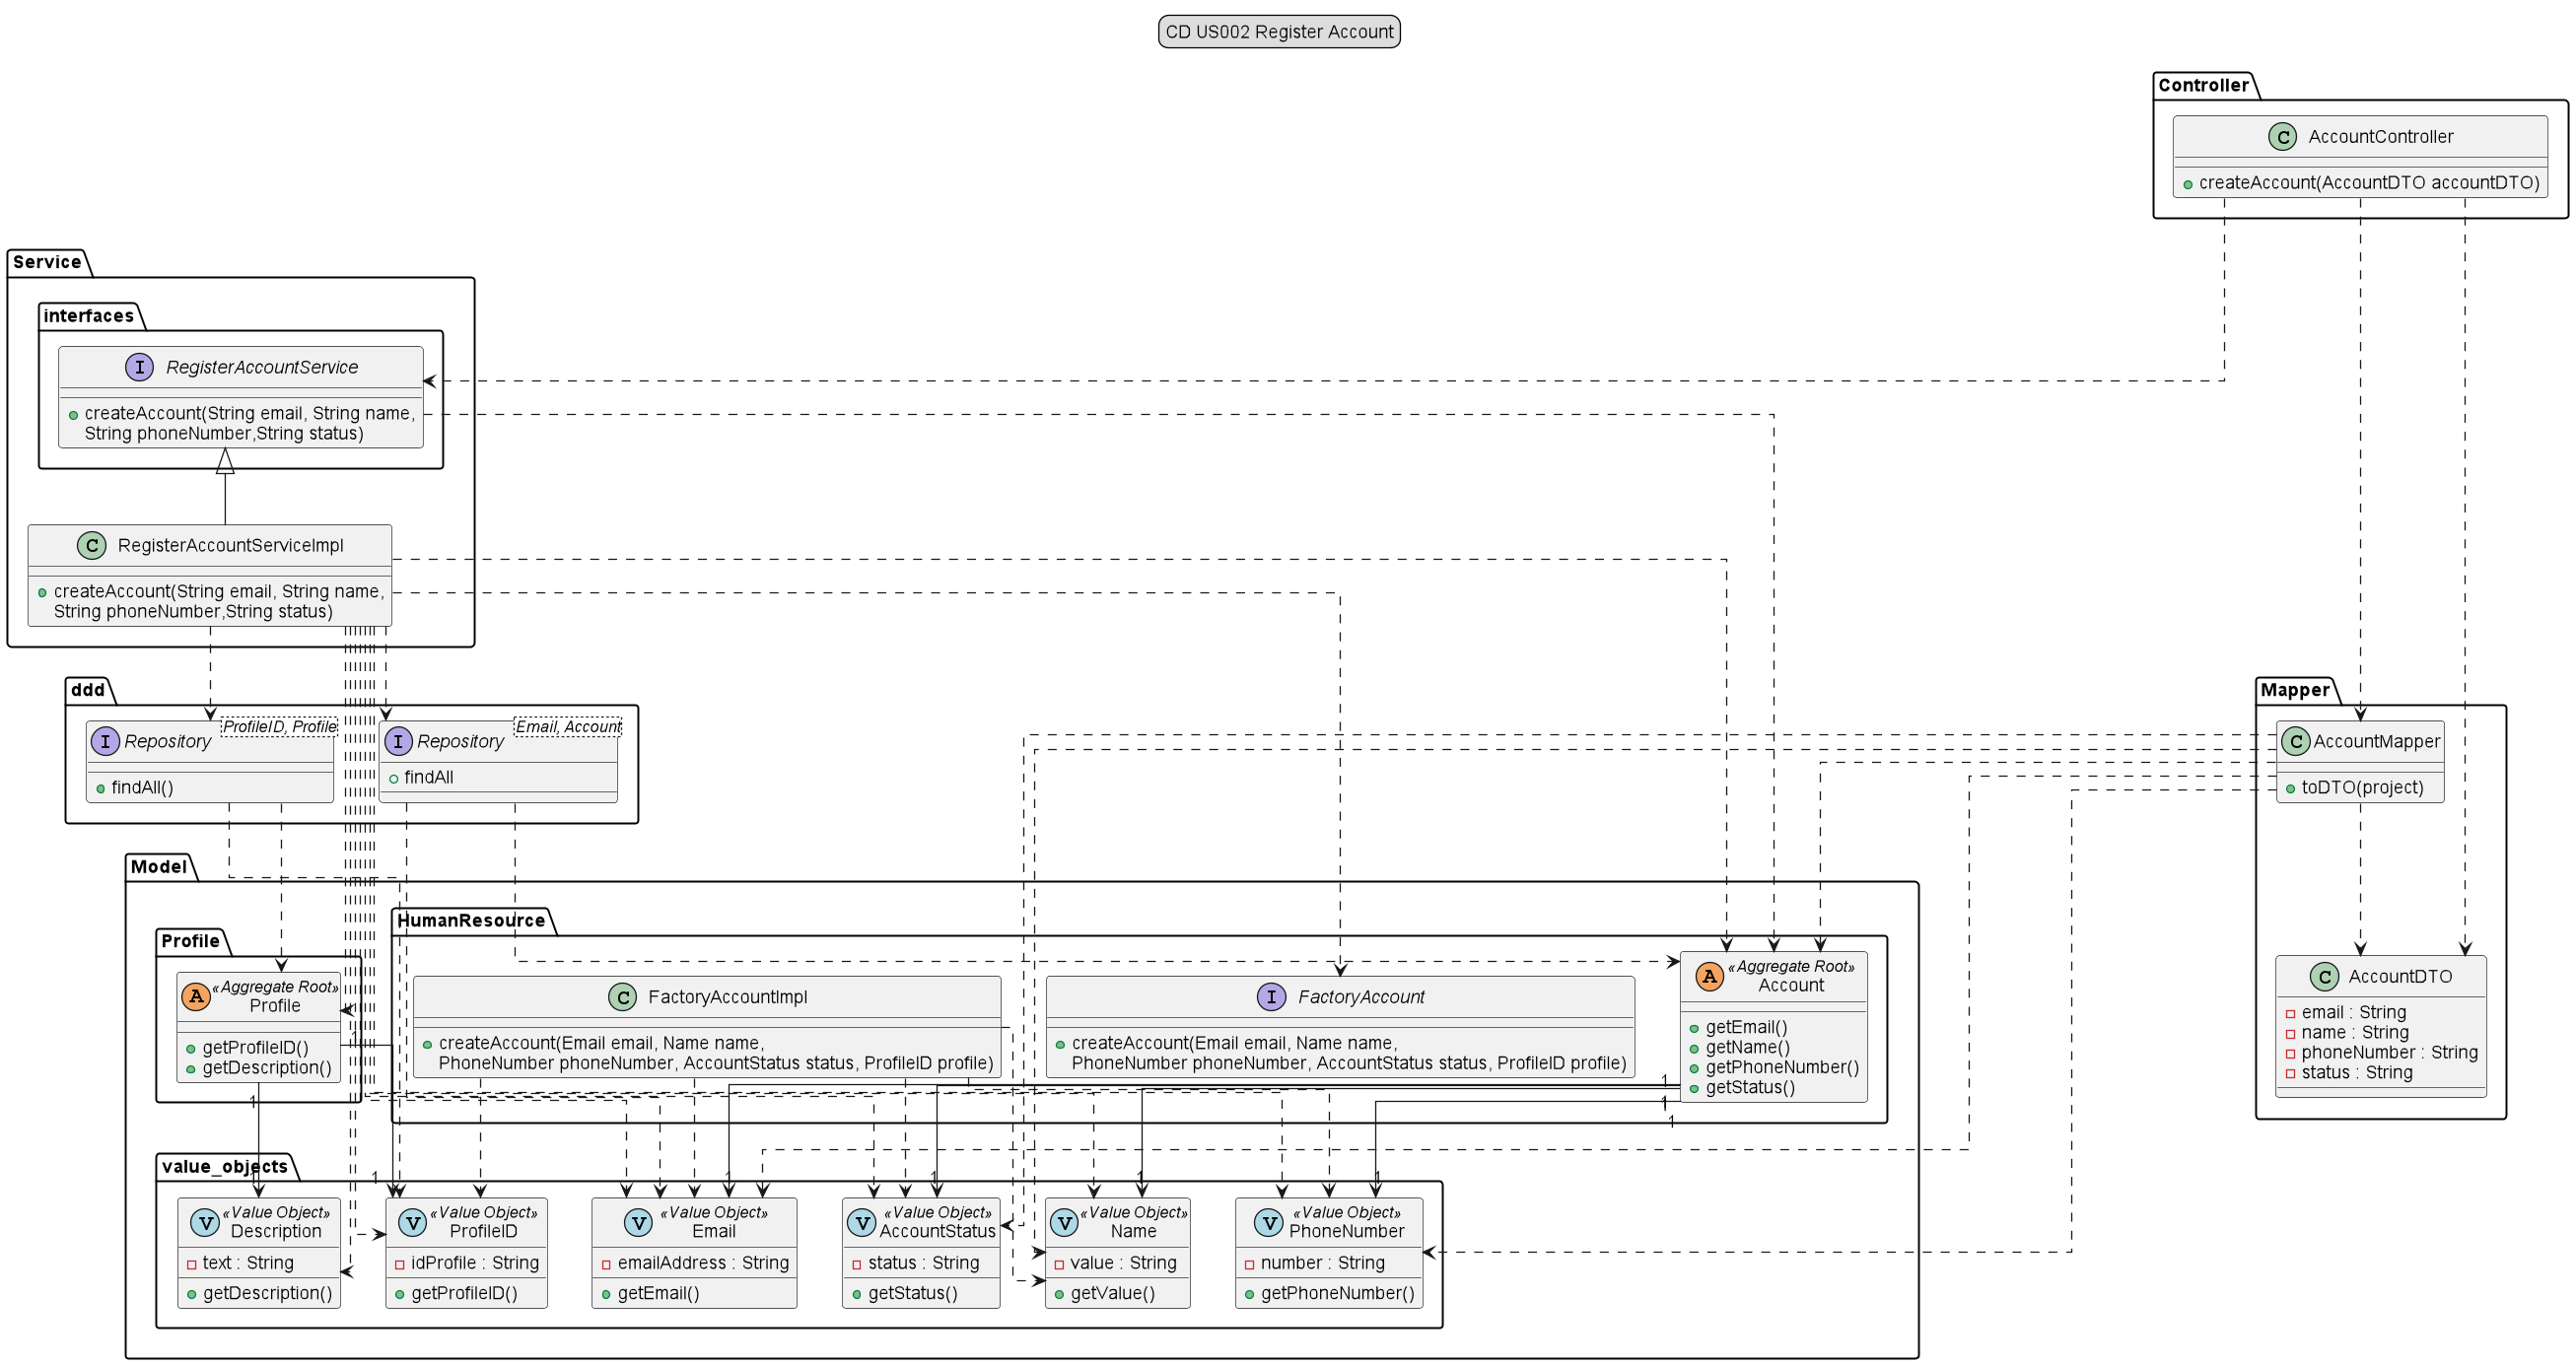 CD US002 Register Account
Controller
C AccountController
createAccount(AccountDTO accountDTO)
Service
interfaces
I RegisterAccountService
createAccount(String email, String name,
String phoneNumber,String status)
C RegisterAccountServiceImpl
createAccount(String email, String name,
String phoneNumber,String status)
ddd
I Repository
ProfileID, Profile
findAll()
I Repository
Email, Account
findAll
Mapper
C AccountMapper
toDTO(project)
C AccountDTO
email : String
name : String
phoneNumber : String
status : String
Model
Profile
A «Aggregate Root»
Profile
getProfileID()
getDescription()
HumanResource
C FactoryAccountImpl
createAccount(Email email, Name name,
PhoneNumber phoneNumber, AccountStatus status, ProfileID profile)
I FactoryAccount
createAccount(Email email, Name name,
PhoneNumber phoneNumber, AccountStatus status, ProfileID profile)
A «Aggregate Root»
Account
getEmail()
getName()
getPhoneNumber()
getStatus()
1
1
1
1
1
1
value_objects
1
1
1
1
1
1
V «Value Object»
Description
text : String
getDescription()
V «Value Object»
ProfileID
idProfile : String
getProfileID()
V «Value Object»
Email
emailAddress : String
getEmail()
V «Value Object»
AccountStatus
status : String
getStatus()
V «Value Object»
Name
value : String
getValue()
V «Value Object»
PhoneNumber
number : String
getPhoneNumber()